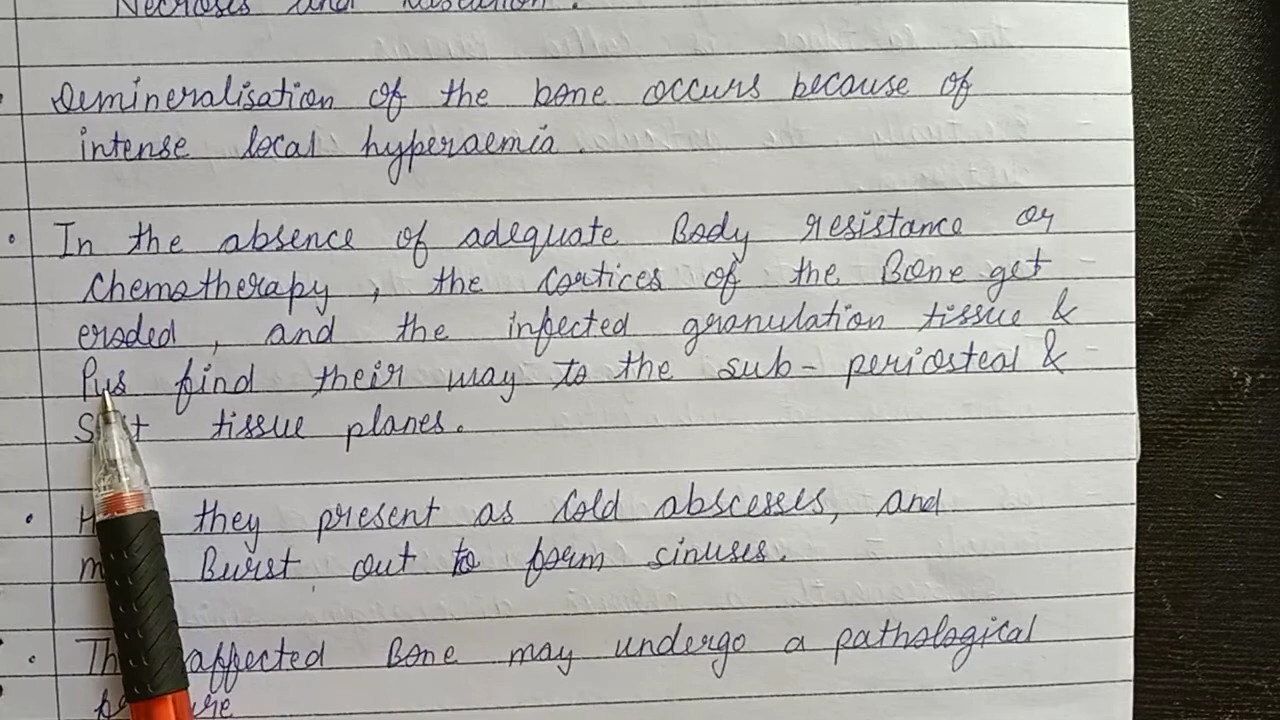 Necroses and
Demineralisation of the bone occurs because of
intense local hyperaemia.
In the absence of adequate Body resistance or
Chemotherapy, the Cortices of the Bone get
eroded, and the infected granulation tissue &
Pus find their way to the sub-periosteal &
tissue planes.
they present as Cold abscesses, and
Burst out to form sinuses.
affected Bone may undergo a pathological